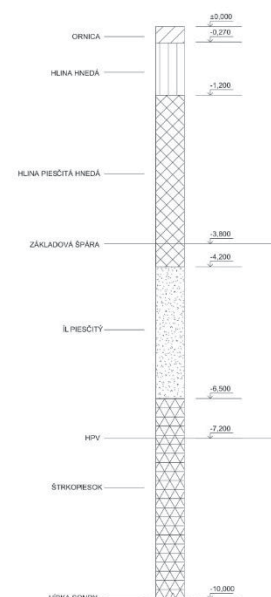 ±0,000
ORNICA
-0,270
HLINA HNEDÁ
-1,200
HLINA PIESČITÁ HNEDÁ
-3,800
ZÁKLADOVÁ ŠPÁRA
-4,200
ÍL PIESČITÝ
-6,500
-7,200
HPV
ŠTRKOPIESOK
-10,000